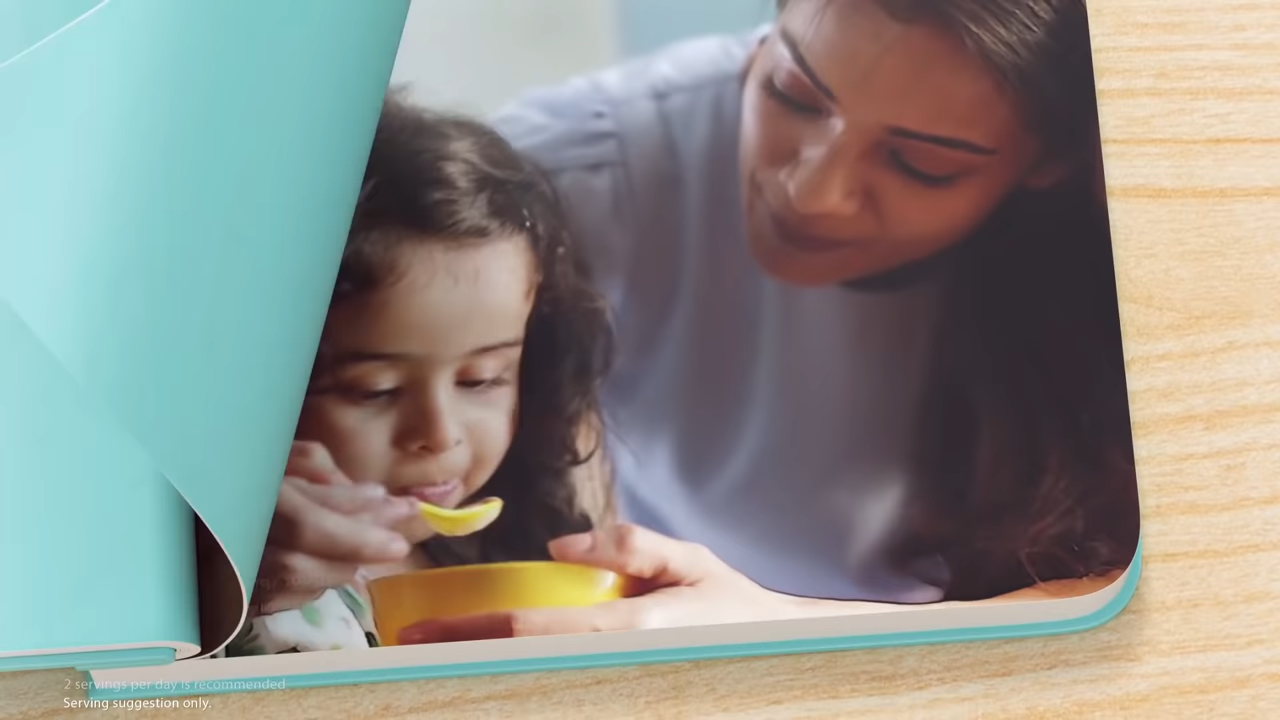 2 servings per day is recommended
Serving suggestion only.